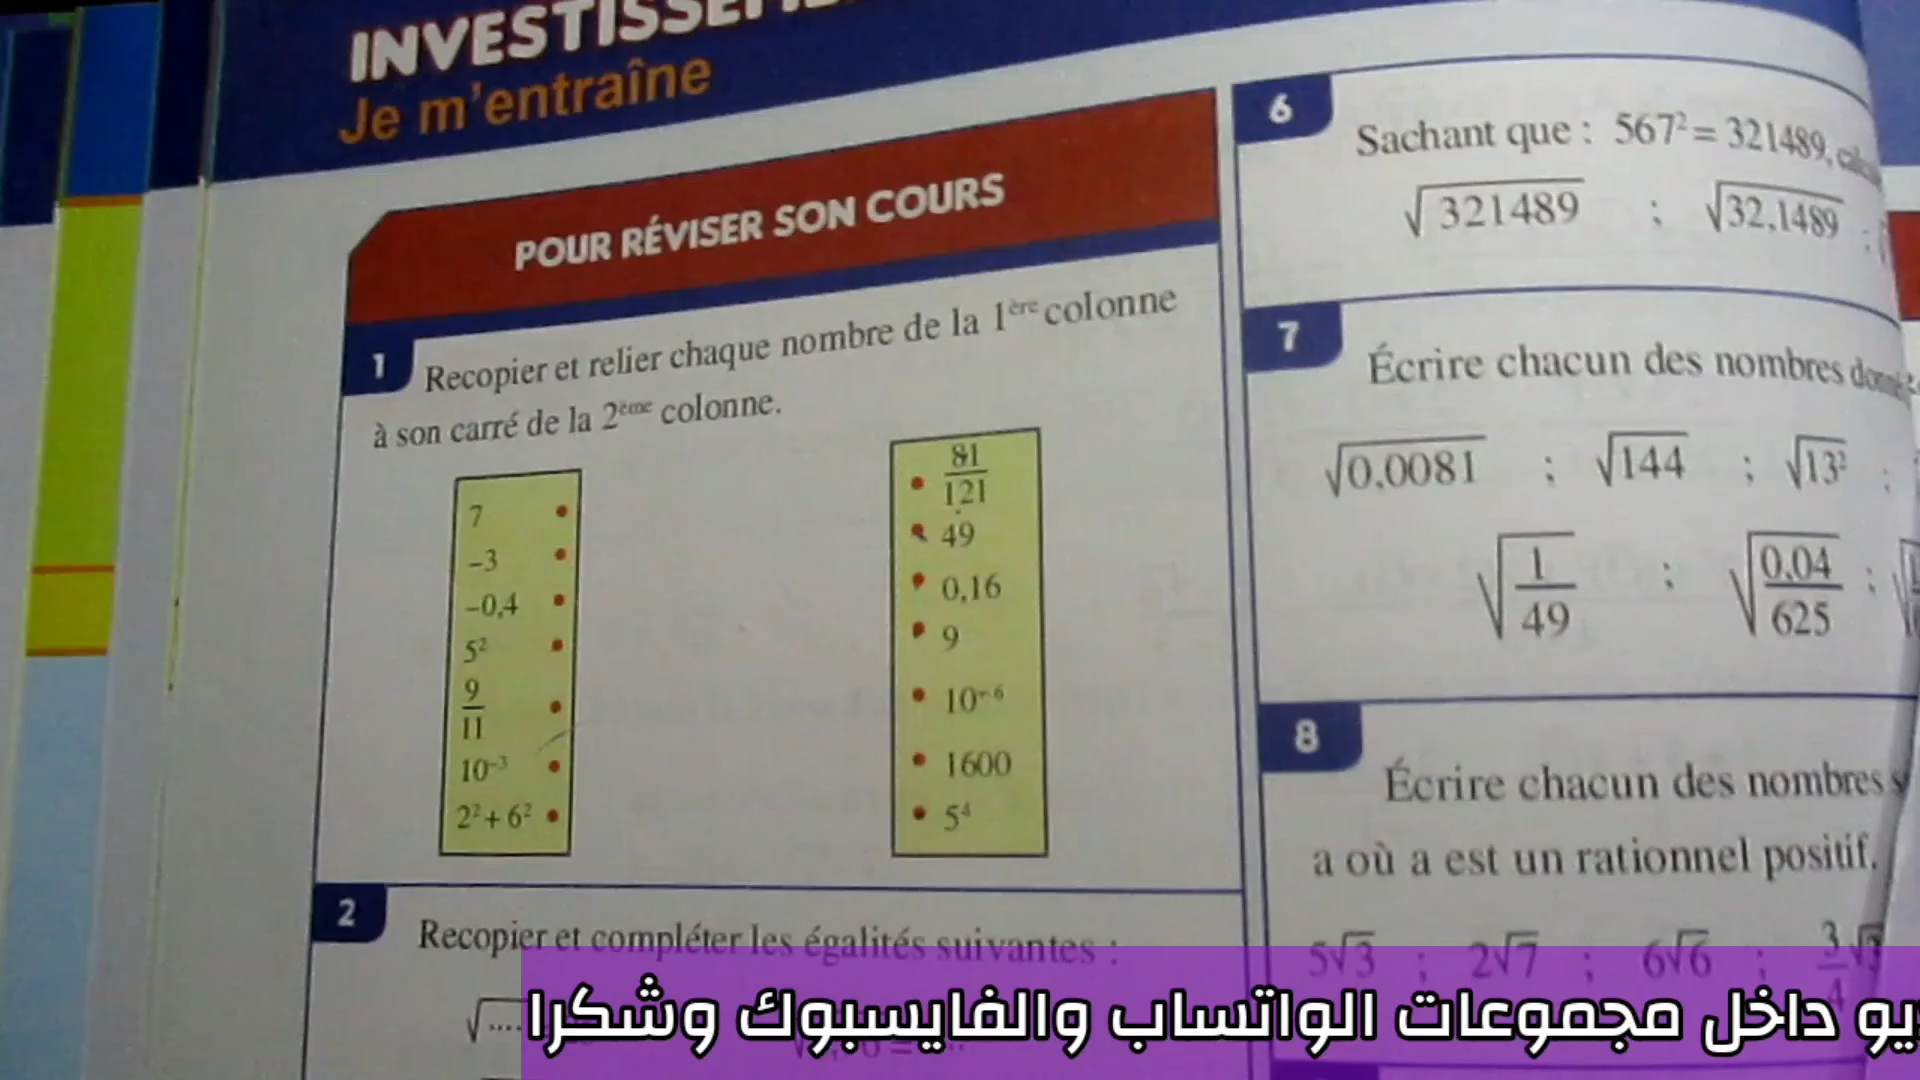 INVESTISSEM
Je m'entraîne
POUR RÉVISER SON COURS
1 Recopier et relier chaque nombre de la 1ère colonne
à son carré de la 2ème colonne.
7
-3
-0,4
5²
9/11
10⁻³
2² + 6²
81/121
49
0,16
9
10⁻⁶
1600
5⁴
2 Recopier et compléter les égalités suivantes :
√....
6
Sachant que : 567² = 321489,
√321489 ; √32,1489 ;
7
Écrire chacun des nombres
√0,0081 ; √144 ; √13² ;
√(1/49) ; √(0,04/625) ;
8
Écrire chacun des nombres
a où a est un rationnel positif.
5√3 ; 2√7 ; 6√6 ; 3/4
داخل مجموعات الواتساب والفايسبوك وشكرا